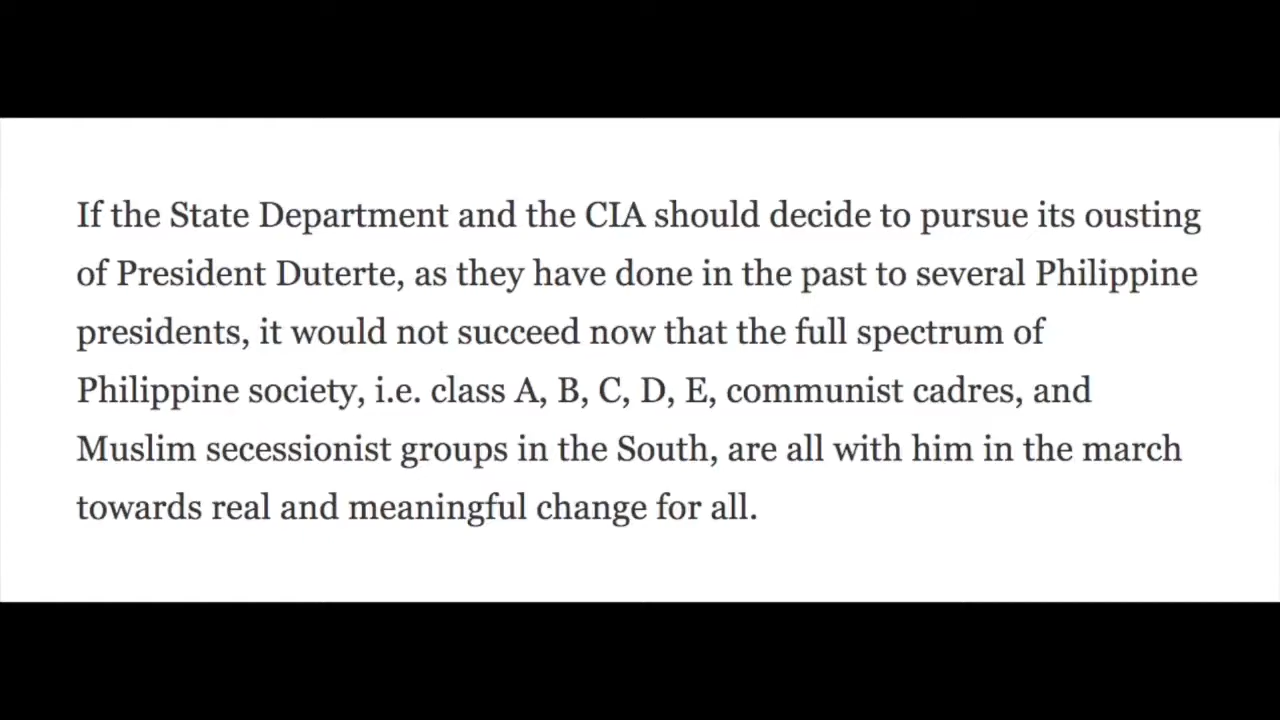 If the State Department and the CIA should decide to pursue its ousting
of President Duterte, as they have done in the past to several Philippine
presidents, it would not succeed now that the full spectrum of
Philippine society, i.e. class A, B, C, D, E, communist cadres, and
Muslim secessionist groups in the South, are all with him in the march
towards real and meaningful change for all.